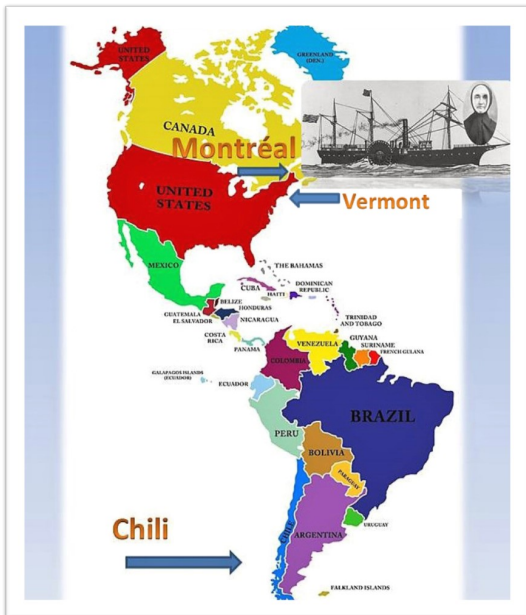 UNITED
STATES
GREENLAND
(DEN.)
CANADA
Montréal
UNITED
STATES
Vermont
MEXICO
THE BAHAMAS
CUBA
DOMINICAN
REPUBLIC
HAITI
BELIZE
HONDURAS
GUATEMALA
EL SALVADOR
NICARAGUA
COSTA
RICA
PANAMA
TRINIDAD
AND TOBAGO
VENEZUELA
GUYANA
SURINAME
FRENCH GUIANA
COLOMBIA
GALAPAGOS ISLANDS
(ECUADOR)
ECUADOR
PERU
BRAZIL
BOLIVIA
PARAGUAY
Chili
CHILE
ARGENTINA
URUGUAY
FALKLAND ISLANDS